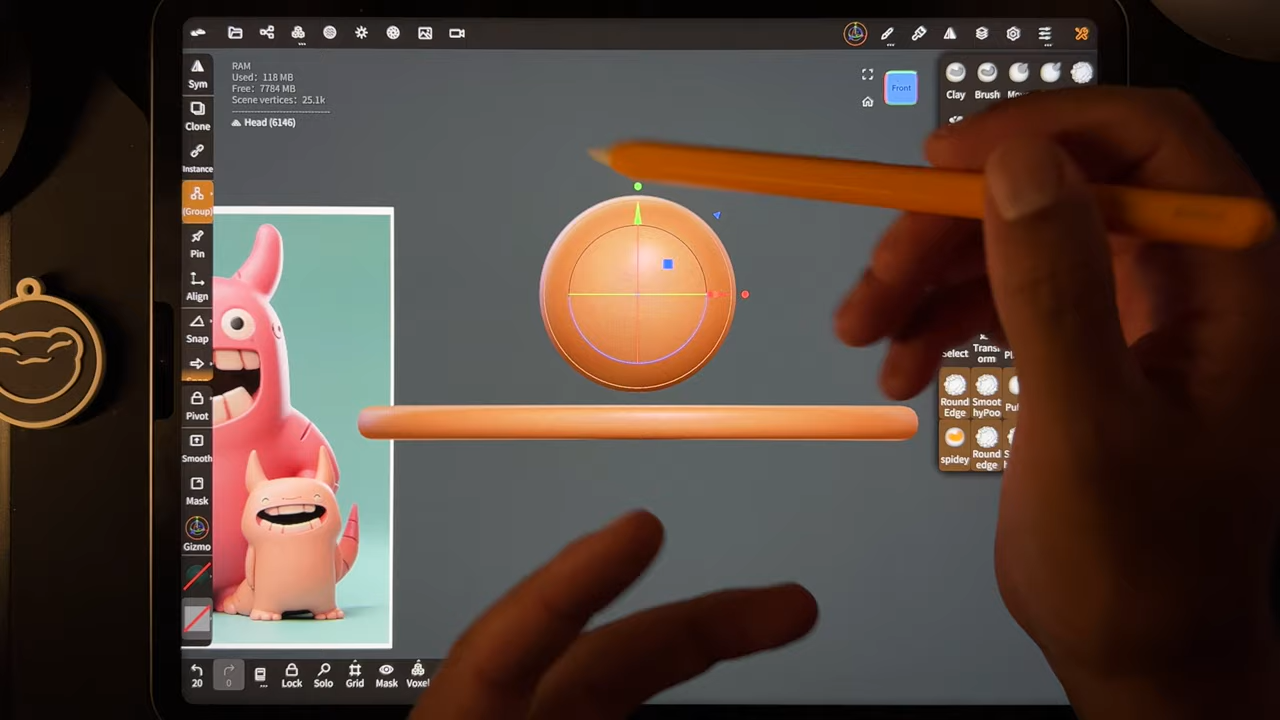 RAM
Used: 118 MB
Free: 7784 MB
Scene vertices: 25.1k
Head (6146)
Front
Sym
Clone
Instance
(Group)
Pin
Align
Snap
Pivot
Smooth
Mask
Gizmo
Clay
Brush
Select
Transform
Round Edge
SmoothyPoo
spidey
Round edge
20
0
Lock
Solo
Grid
Mask
Voxel